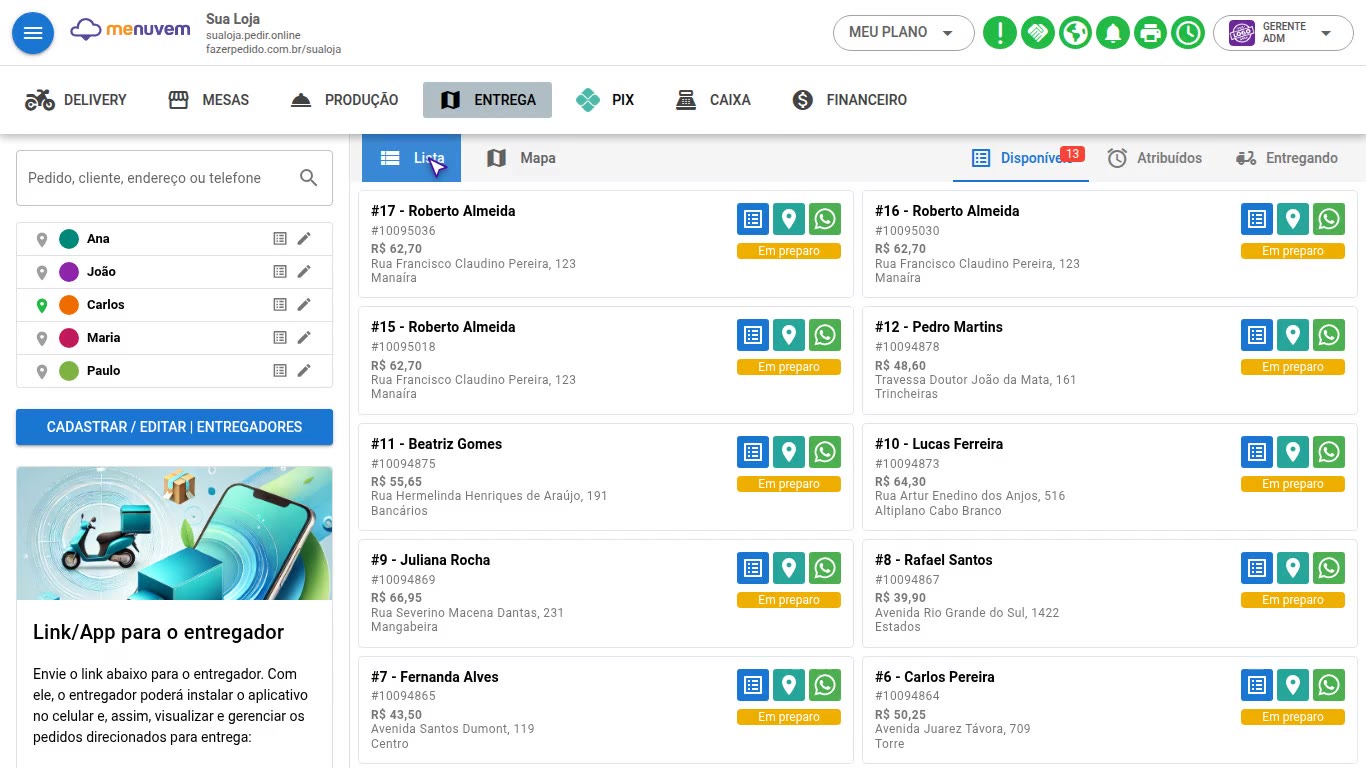 menuvem
Sua Loja
sualoja.pedir.online
fazerpedido.com.br/sualoja
MEU PLANO
LOGO
GERENTE
ADM
DELIVERY
MESAS
PRODUÇÃO
ENTREGA
PIX
CAIXA
FINANCEIRO
Pedido, cliente, endereço ou telefone
Ana
João
Carlos
Maria
Paulo
CADASTRAR / EDITAR | ENTREGADORES
Link/App para o entregador
Envie o link abaixo para o entregador. Com
ele, o entregador poderá instalar o aplicativo
no celular e, assim, visualizar e gerenciar os
pedidos direcionados para entrega:
Lista
Mapa
Disponíveis
13
Atribuídos
Entregando
#17 - Roberto Almeida
#10095036
R$ 62,70
Rua Francisco Claudino Pereira, 123
Manaíra
Em preparo
#16 - Roberto Almeida
#10095030
R$ 62,70
Rua Francisco Claudino Pereira, 123
Manaíra
Em preparo
#15 - Roberto Almeida
#10095018
R$ 62,70
Rua Francisco Claudino Pereira, 123
Manaíra
Em preparo
#12 - Pedro Martins
#10094878
R$ 48,60
Travessa Doutor João da Mata, 161
Trincheiras
Em preparo
#11 - Beatriz Gomes
#10094875
R$ 55,65
Rua Hermelinda Henriques de Araújo, 191
Bancários
Em preparo
#10 - Lucas Ferreira
#10094873
R$ 64,30
Rua Artur Enedino dos Anjos, 516
Altiplano Cabo Branco
Em preparo
#9 - Juliana Rocha
#10094869
R$ 66,95
Rua Severino Macena Dantas, 231
Mangabeira
Em preparo
#8 - Rafael Santos
#10094867
R$ 39,90
Avenida Rio Grande do Sul, 1422
Estados
Em preparo
#7 - Fernanda Alves
#10094865
R$ 43,50
Avenida Santos Dumont, 119
Centro
Em preparo
#6 - Carlos Pereira
#10094864
R$ 50,25
Avenida Juarez Távora, 709
Torre
Em preparo